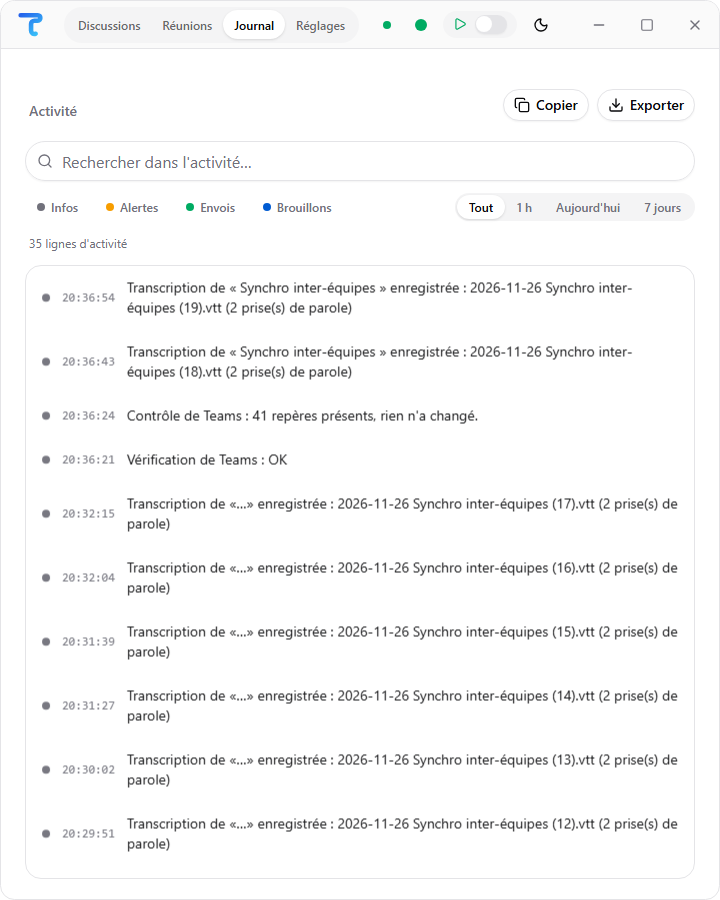 Discussions Réunions Journal Réglages
Activité
Copier
Exporter
Rechercher dans l'activité...
Infos Alertes Envois Brouillons
Tout 1 h Aujourd'hui 7 jours
35 lignes d'activité
20:36:54 Transcription de « Synchro inter-équipes » enregistrée : 2026-11-26 Synchro inter-
équipes (19).vtt (2 prise(s) de parole)
20:36:43 Transcription de « Synchro inter-équipes » enregistrée : 2026-11-26 Synchro inter-
équipes (18).vtt (2 prise(s) de parole)
20:36:24 Contrôle de Teams : 41 repères présents, rien n'a changé.
20:36:21 Vérification de Teams : OK
20:32:15 Transcription de «...» enregistrée : 2026-11-26 Synchro inter-équipes (17).vtt (2 prise(s) de
parole)
20:32:04 Transcription de «...» enregistrée : 2026-11-26 Synchro inter-équipes (16).vtt (2 prise(s) de
parole)
20:31:39 Transcription de «...» enregistrée : 2026-11-26 Synchro inter-équipes (15).vtt (2 prise(s) de
parole)
20:31:27 Transcription de «...» enregistrée : 2026-11-26 Synchro inter-équipes (14).vtt (2 prise(s) de
parole)
20:30:02 Transcription de «...» enregistrée : 2026-11-26 Synchro inter-équipes (13).vtt (2 prise(s) de
parole)
20:29:51 Transcription de «...» enregistrée : 2026-11-26 Synchro inter-équipes (12).vtt (2 prise(s) de
parole)